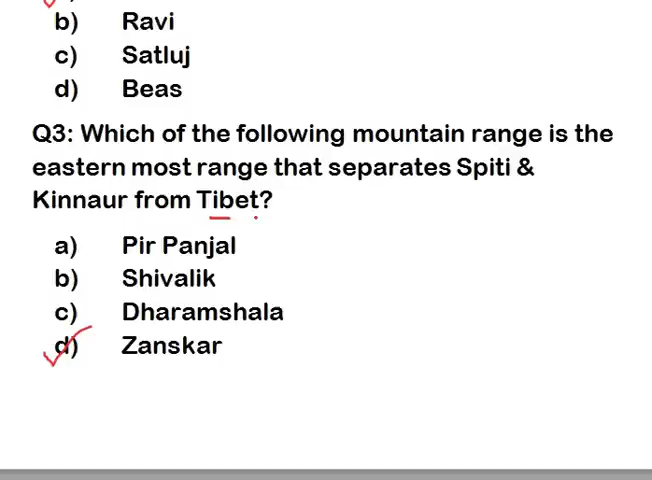 b) Ravi
c) Satluj
d) Beas
Q3: Which of the following mountain range is the
eastern most range that separates Spiti &
Kinnaur from Tibet?
a) Pir Panjal
b) Shivalik
c) Dharamshala
d) Zanskar